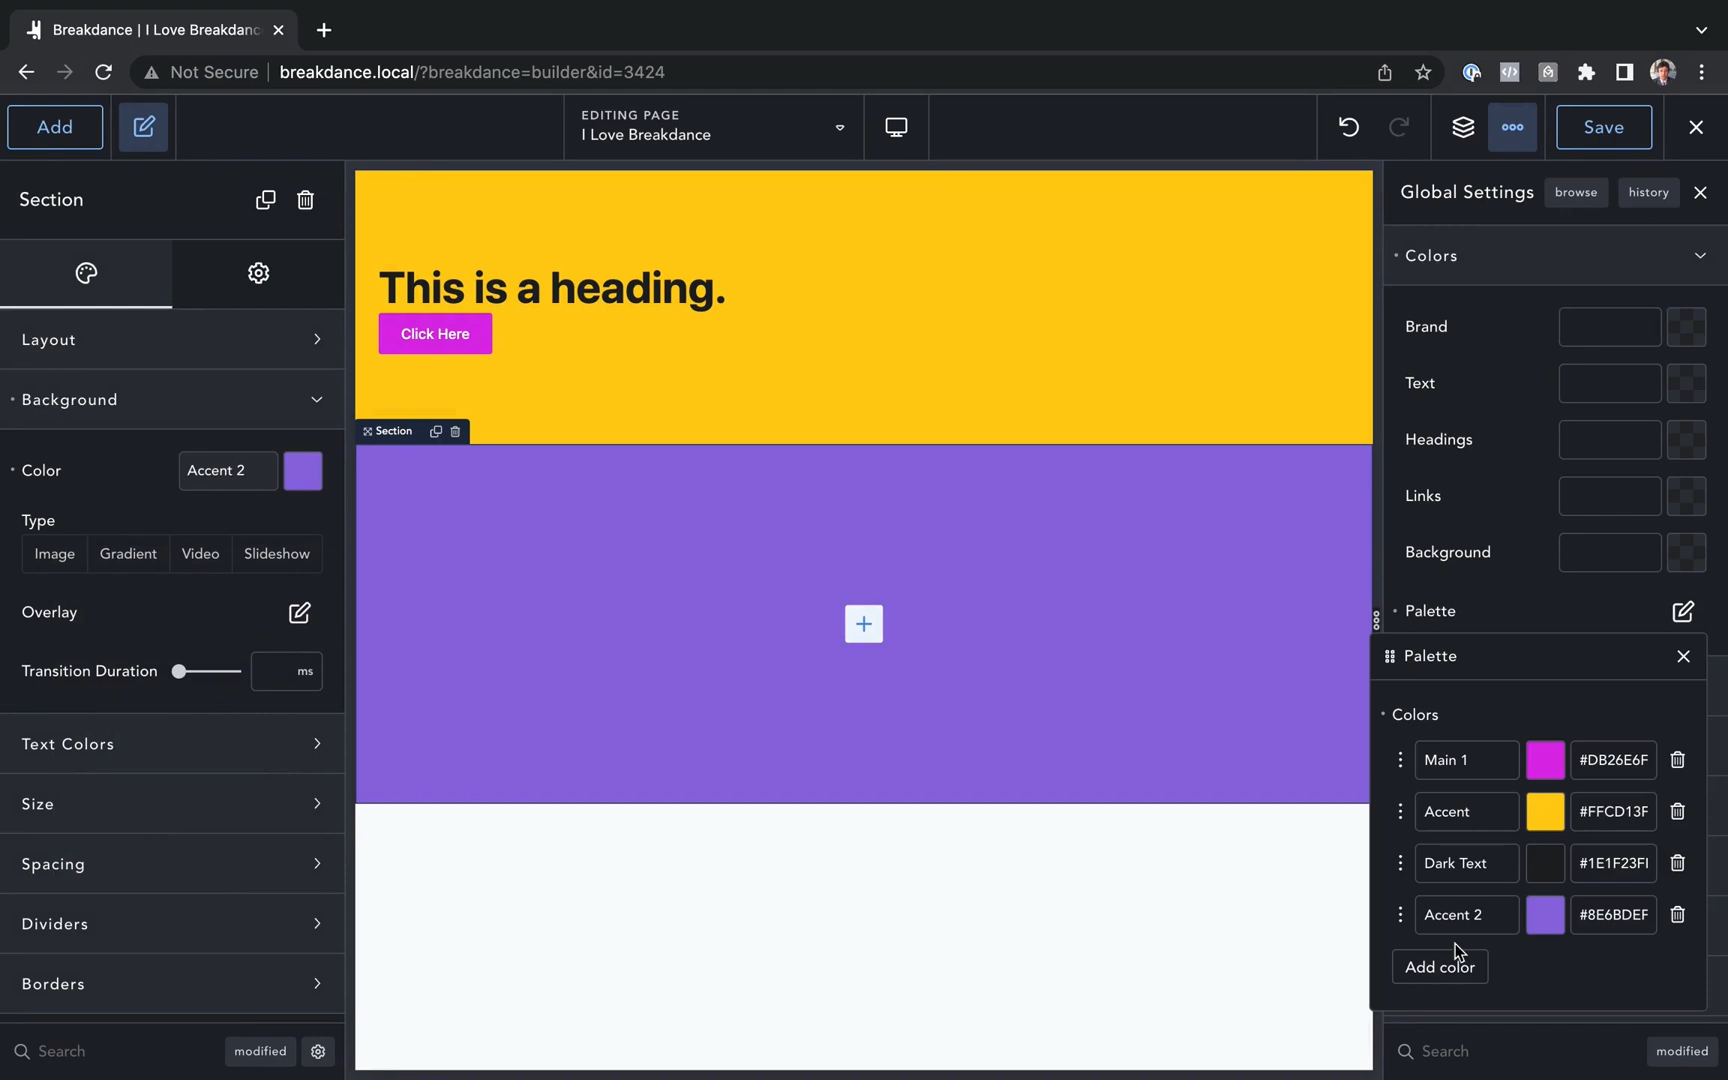 Breakdance | I Love Breakdanc
Not Secure
breakdance.local/?breakdance=builder&id=3424
Add
EDITING PAGE
I Love Breakdance
Save
Section
Layout
Background
Color
Accent 2
Type
Image
Gradient
Video
Slideshow
Overlay
Transition Duration
ms
Text Colors
Size
Spacing
Dividers
Borders
Search
modified
This is a heading.
Click Here
Section
Global Settings
browse
history
Colors
Brand
Text
Headings
Links
Background
Palette
Palette
Colors
Main 1
#DB26E6F
Accent
#FFCD13F
Dark Text
#1E1F23F
Accent 2
#8E6BDEF
Add color
Search
modified